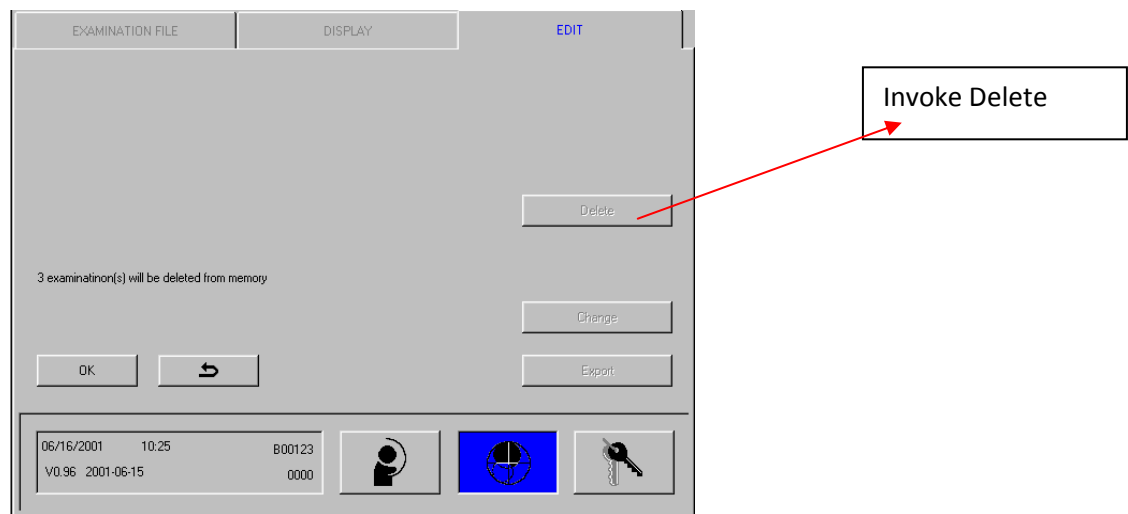 EXAMINATION FILE DISPLAY EDIT
Invoke Delete
Delete
3 examinatinon(s) will be deleted from memory
Change
OK Export
06/16/2001 10:25 B00123
V0.96 2001-06-15 0000